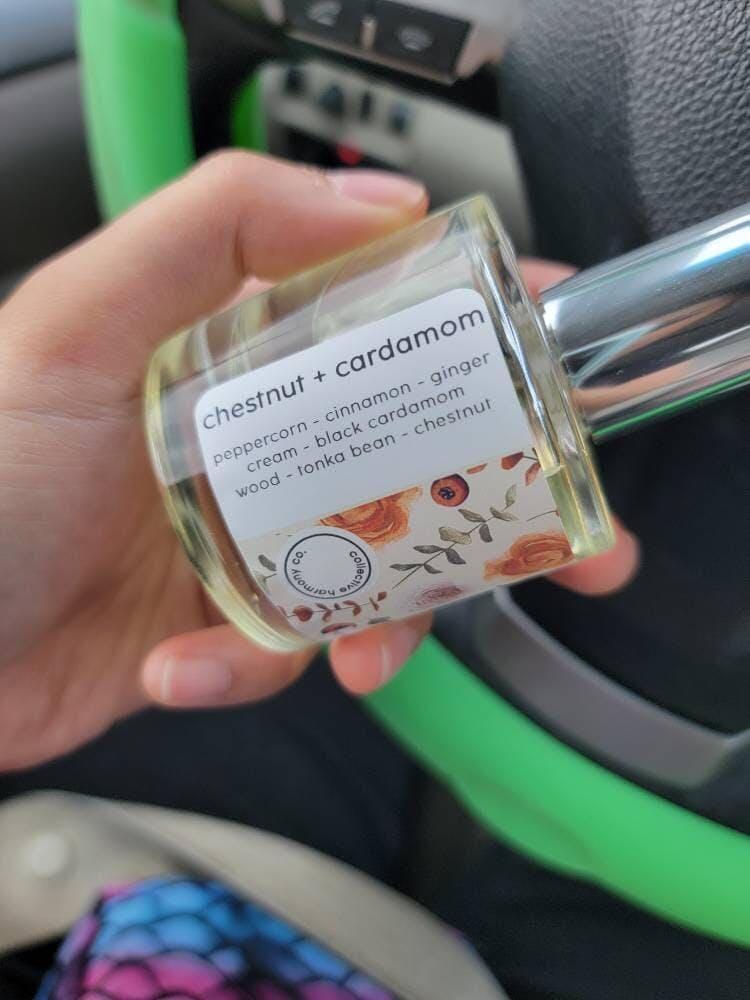 chestnut + cardamom
peppercorn - cinnamon - ginger
cream - black cardamom
wood - tonka bean - chestnut
collective harmony co.